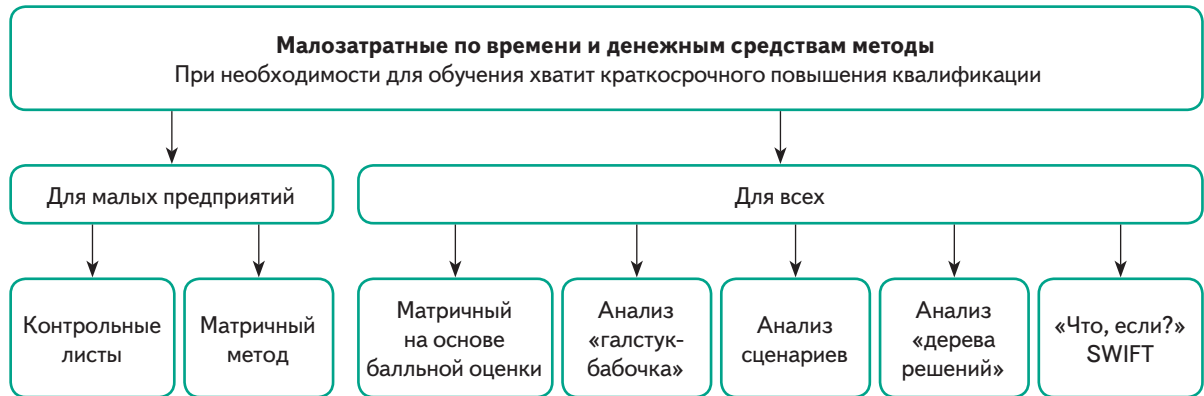 Малозатратные по времени и денежным средствам методы
При необходимости для обучения хватит краткосрочного повышения квалификации
Для малых предприятий
Для всех
Контрольные
листы
Матричный
метод
Матричный
на основе
балльной оценки
Анализ
«галстук-
бабочка»
Анализ
сценариев
Анализ
«дерева
решений»
«Что, если?»
SWIFT